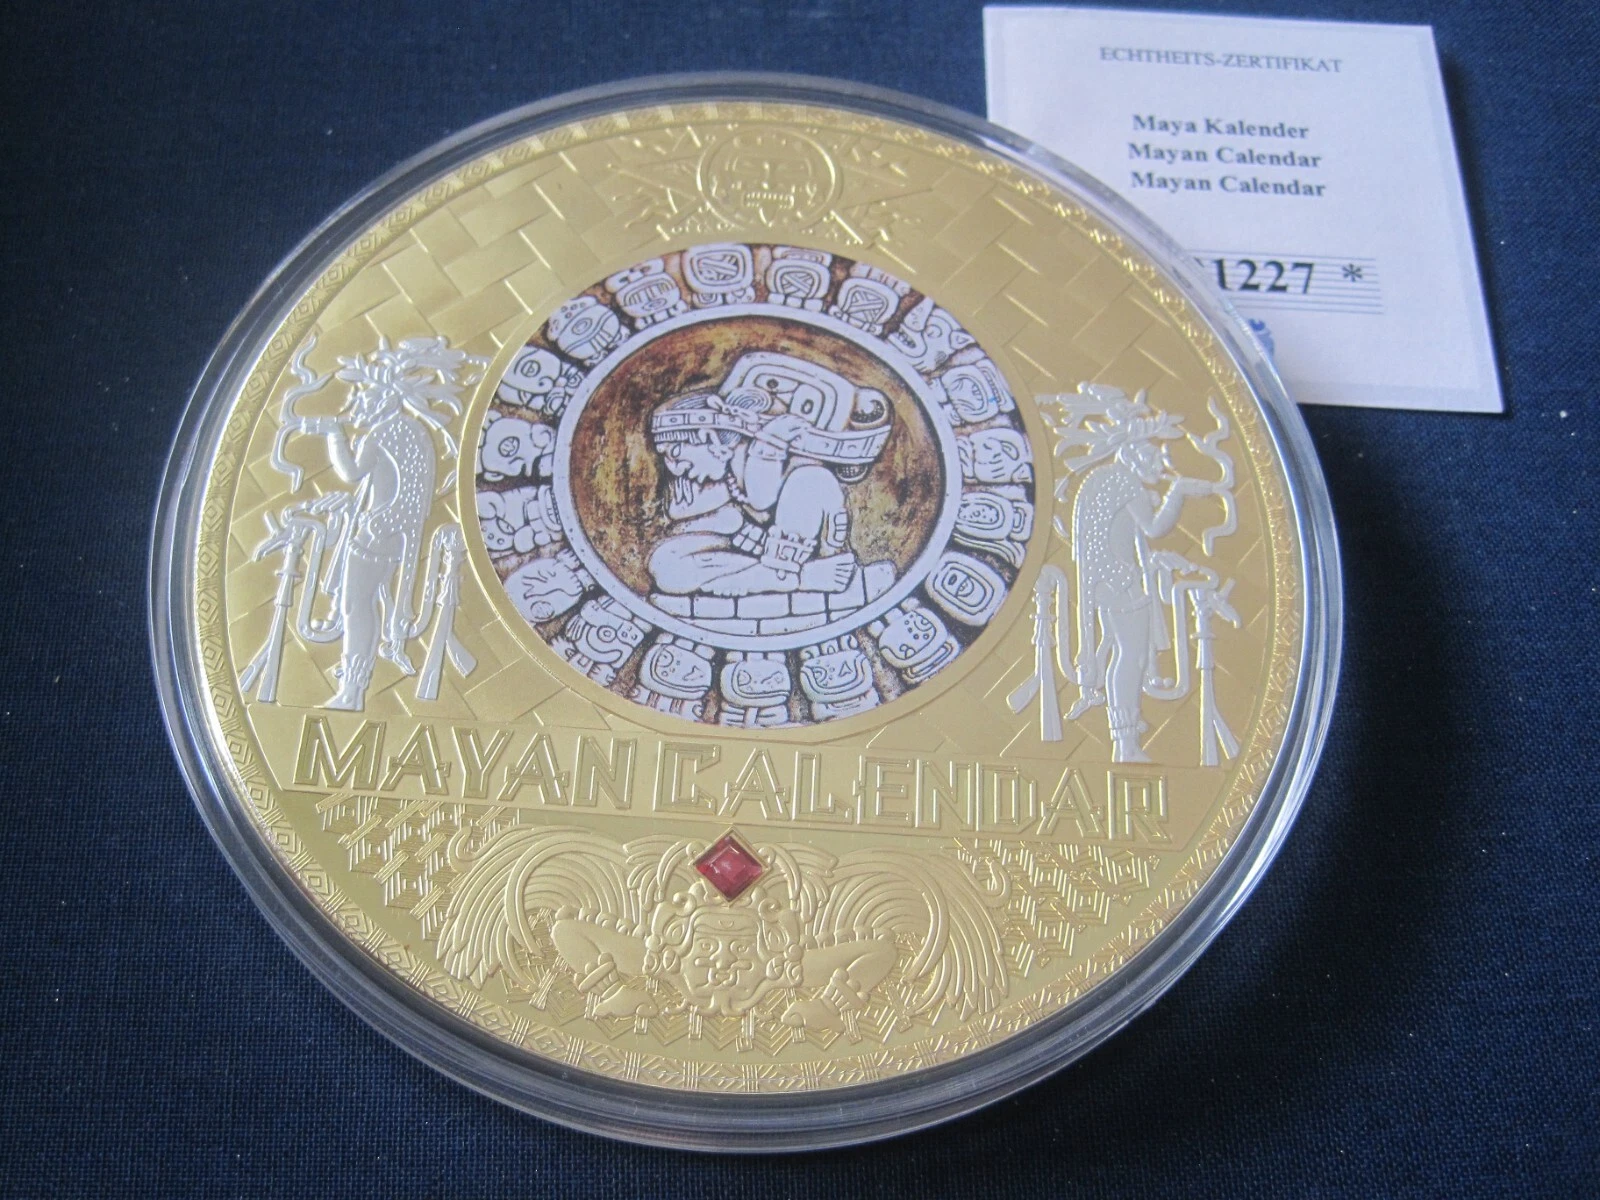 ECHTHEITS-ZERTIFIKAT
Maya Kalender
Mayan Calendar
Mayan Calendar
1227 *
MAYAN CALENDAR